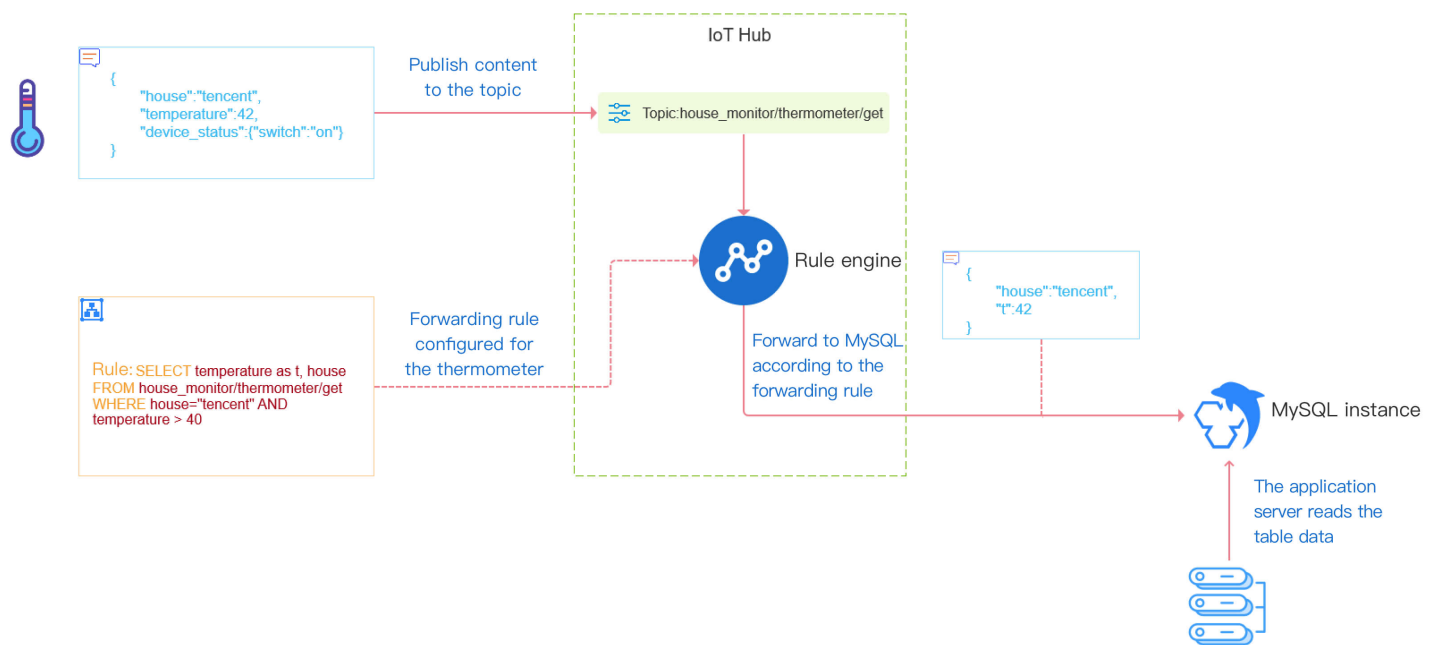 IoT Hub
{
"house":"tencent",
"temperature":42,
"device_status":{"switch":"on"}
}
Publish content
to the topic
Topic:house_monitor/thermometer/get
Rule engine
{
"house":"tencent",
"t":42
}
Rule: SELECT temperature as t, house
FROM house_monitor/thermometer/get
WHERE house="tencent" AND
temperature > 40
Forwarding rule
configured for
the thermometer
Forward to MySQL
according to the
forwarding rule
MySQL instance
The application
server reads the
table data